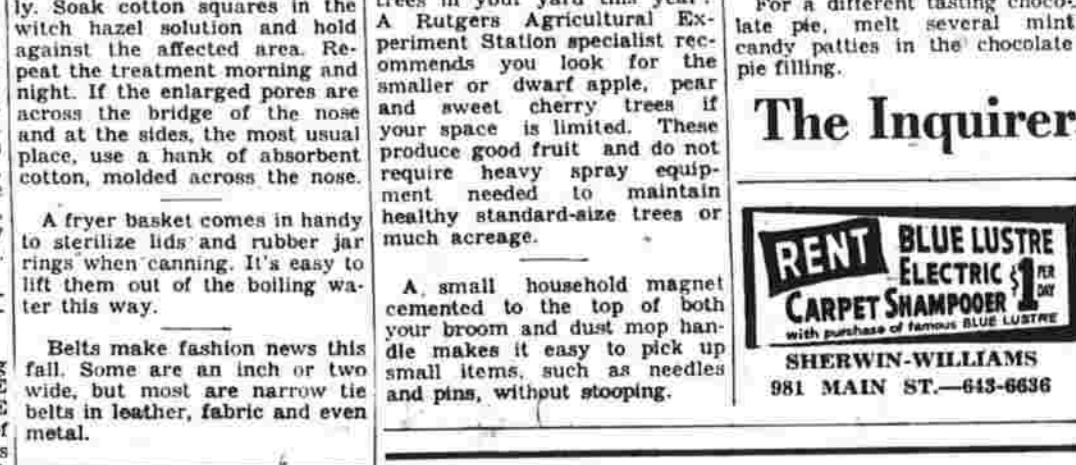 ly. Soak cotton squares in the
witch hazel solution and hold
against the affected area. Re-
peat the treatment morning and
night. If the enlarged pores are
across the bridge of the nose
and at the sides, the most usual
place, use a hank of absorbent
cotton, molded across the nose.
A fryer basket comes in handy
to sterilize lids and rubber jar
rings when canning. It's easy to
lift them out of the boiling wa-
ter this way.
Belts make fashion news this
fall. Some are an inch or two
wide, but most are narrow tie
belts in leather, fabric and even
metal.
trees in your yard this year?
A Rutgers Agricultural Ex-
periment Station specialist rec-
ommends you look for the
smaller or dwarf apple, pear
and sweet cherry trees if
your space is limited. These
produce good fruit and do not
require heavy spray equip-
ment needed to maintain
healthy standard-size trees or
much acreage.
A small household magnet
cemented to the top of both
your broom and dust mop han-
dle makes it easy to pick up
small items, such as needles
and pins, without stooping.
For a different tasting choco-
late pie, melt several mint
candy patties in the chocolate
pie filling.
The Inquirer
RENT BLUE LUSTRE
ELECTRIC $1 PER DAY
CARPET SHAMPOOER
with purchase of famous BLUE LUSTRE
SHERWIN-WILLIAMS
981 MAIN ST.—643-6636